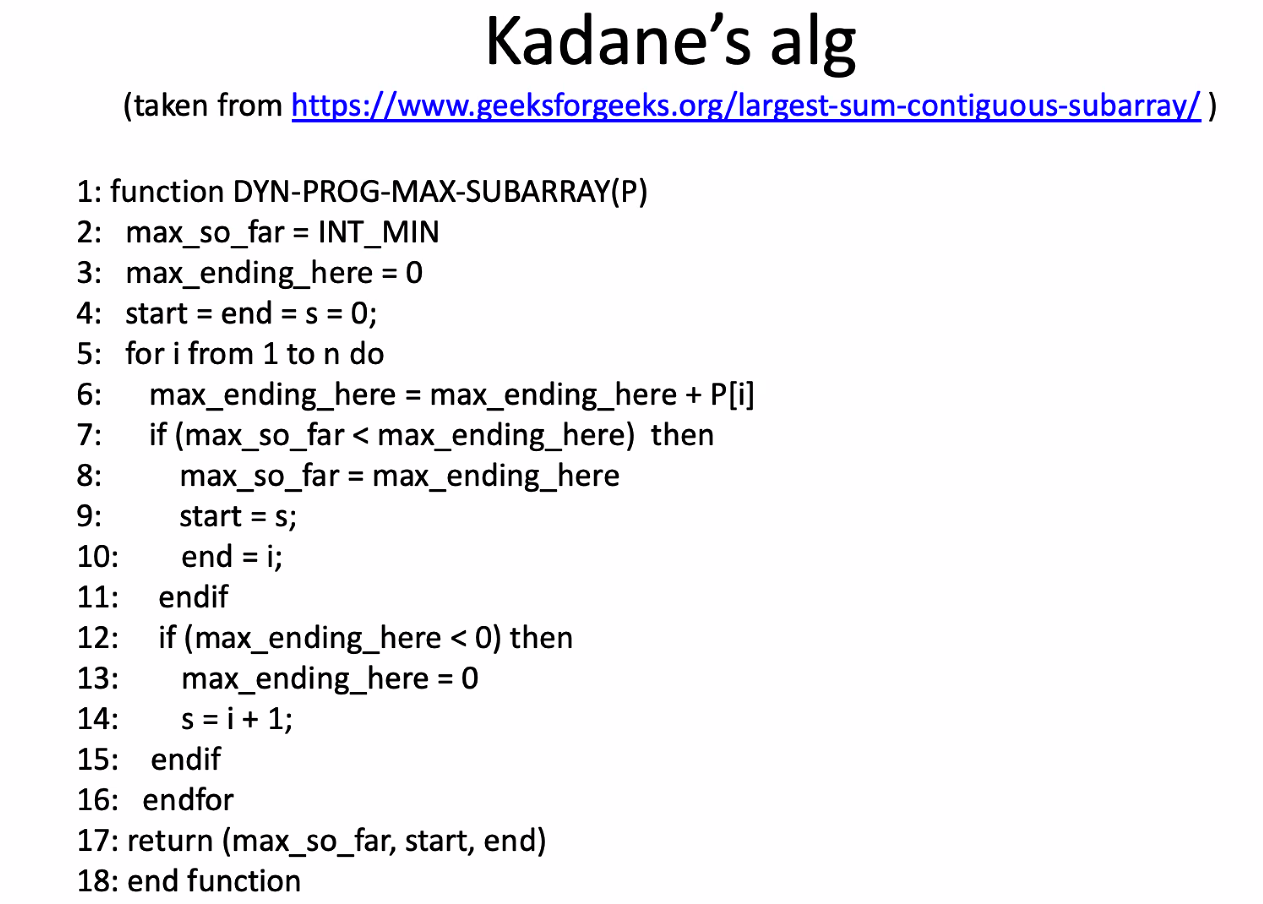 Kadane's alg
(taken from https://www.geeksforgeeks.org/largest-sum-contiguous-subarray/ )
1: function DYN-PROG-MAX-SUBARRAY(P)
2: max_so_far = INT_MIN
3: max_ending_here = 0
4: start = end = s = 0;
5: for i from 1 to n do
6: max_ending_here = max_ending_here + P[i]
7: if (max_so_far < max_ending_here) then
8: max_so_far = max_ending_here
9: start = s;
10: end = i;
11: endif
12: if (max_ending_here < 0) then
13: max_ending_here = 0
14: s = i + 1;
15: endif
16: endfor
17: return (max_so_far, start, end)
18: end function